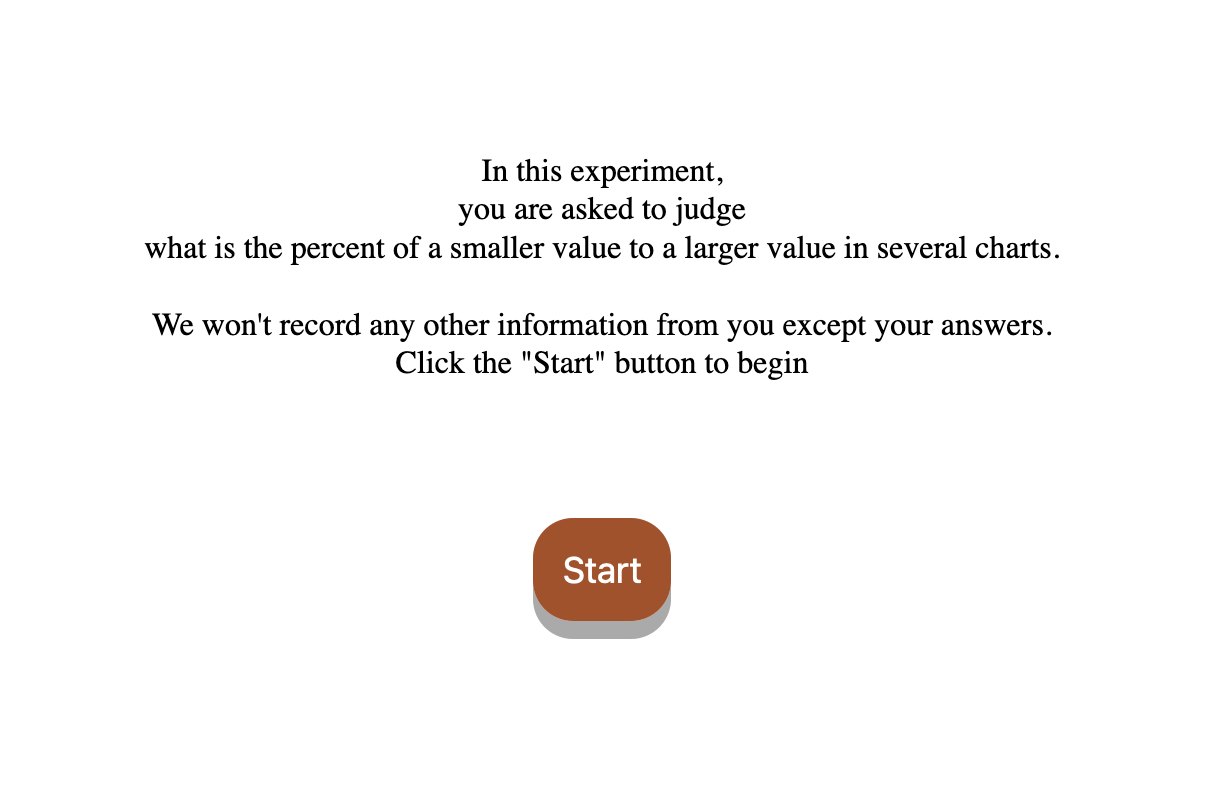 In this experiment,
you are asked to judge
what is the percent of a smaller value to a larger value in several charts.
We won't record any other information from you except your answers.
Click the "Start" button to begin
Start